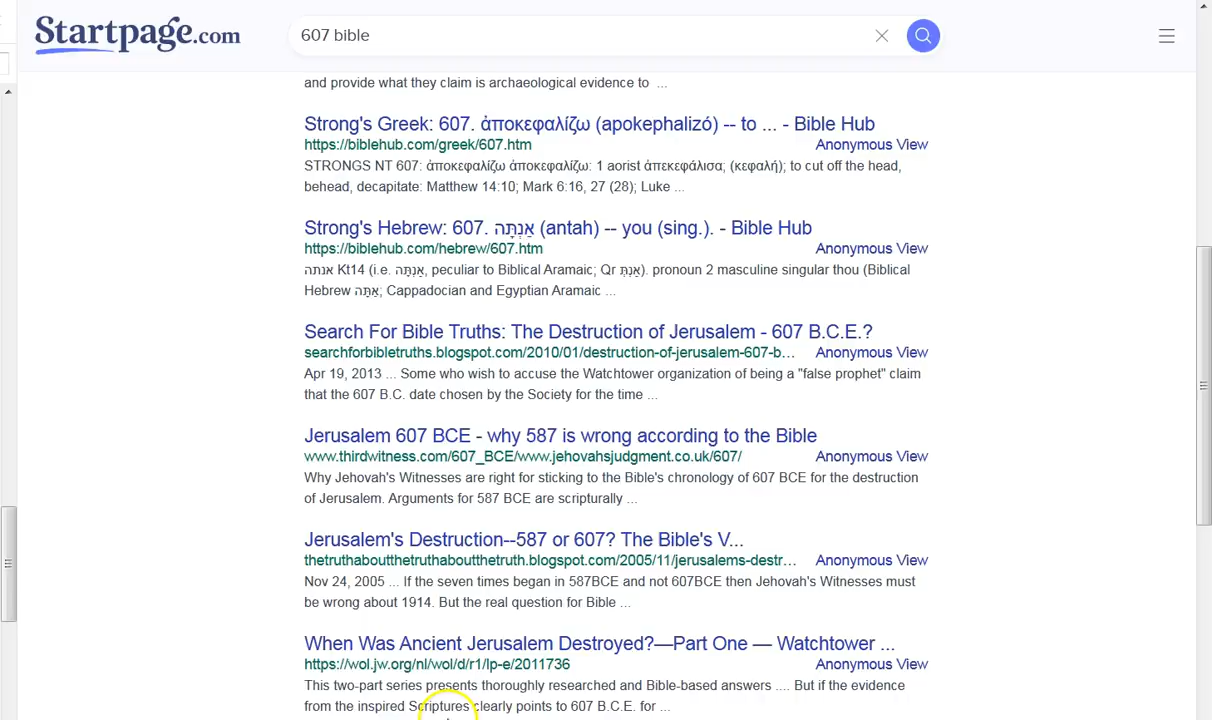 Startpage.com
607 bible
and provide what they claim is archaeological evidence to ...
Strong's Greek: 607. ἀποκεφαλίζω (apokephalizó) -- to ... - Bible Hub
https://biblehub.com/greek/607.htm Anonymous View
STRONGS NT 607: ἀποκεφαλίζω ἀποκεφαλίζω: 1 aorist ἀπεκεφάλισα; (κεφαλή); to cut off the head,
behead, decapitate: Matthew 14:10; Mark 6:16, 27 (28); Luke ...
Strong's Hebrew: 607. אַנְתָּה (antah) -- you (sing.). - Bible Hub
https://biblehub.com/hebrew/607.htm Anonymous View
אנתה Kt14 (i.e. אַנְתָּה, peculiar to Biblical Aramaic; Qr אַנְתְּ). pronoun 2 masculine singular thou (Biblical
Hebrew אַתָּה; Cappadocian and Egyptian Aramaic ...
Search For Bible Truths: The Destruction of Jerusalem - 607 B.C.E.?
searchforbibletruths.blogspot.com/2010/01/destruction-of-jerusalem-607-b... Anonymous View
Apr 19, 2013 ... Some who wish to accuse the Watchtower organization of being a "false prophet" claim
that the 607 B.C. date chosen by the Society for the time ...
Jerusalem 607 BCE - why 587 is wrong according to the Bible
www.thirdwitness.com/607_BCE/www.jehovahsjudgment.co.uk/607/ Anonymous View
Why Jehovah's Witnesses are right for sticking to the Bible's chronology of 607 BCE for the destruction
of Jerusalem. Arguments for 587 BCE are scripturally ...
Jerusalem's Destruction--587 or 607? The Bible's V...
thetruthaboutthetruthaboutthetruth.blogspot.com/2005/11/jerusalems-destr... Anonymous View
Nov 24, 2005 ... If the seven times began in 587BCE and not 607BCE then Jehovah's Witnesses must
be wrong about 1914. But the real question for Bible ...
When Was Ancient Jerusalem Destroyed?—Part One — Watchtower ...
https://wol.jw.org/nl/wol/d/r1/lp-e/2011736 Anonymous View
This two-part series presents thoroughly researched and Bible-based answers .... But if the evidence
from the inspired Scriptures clearly points to 607 B.C.E. for ...